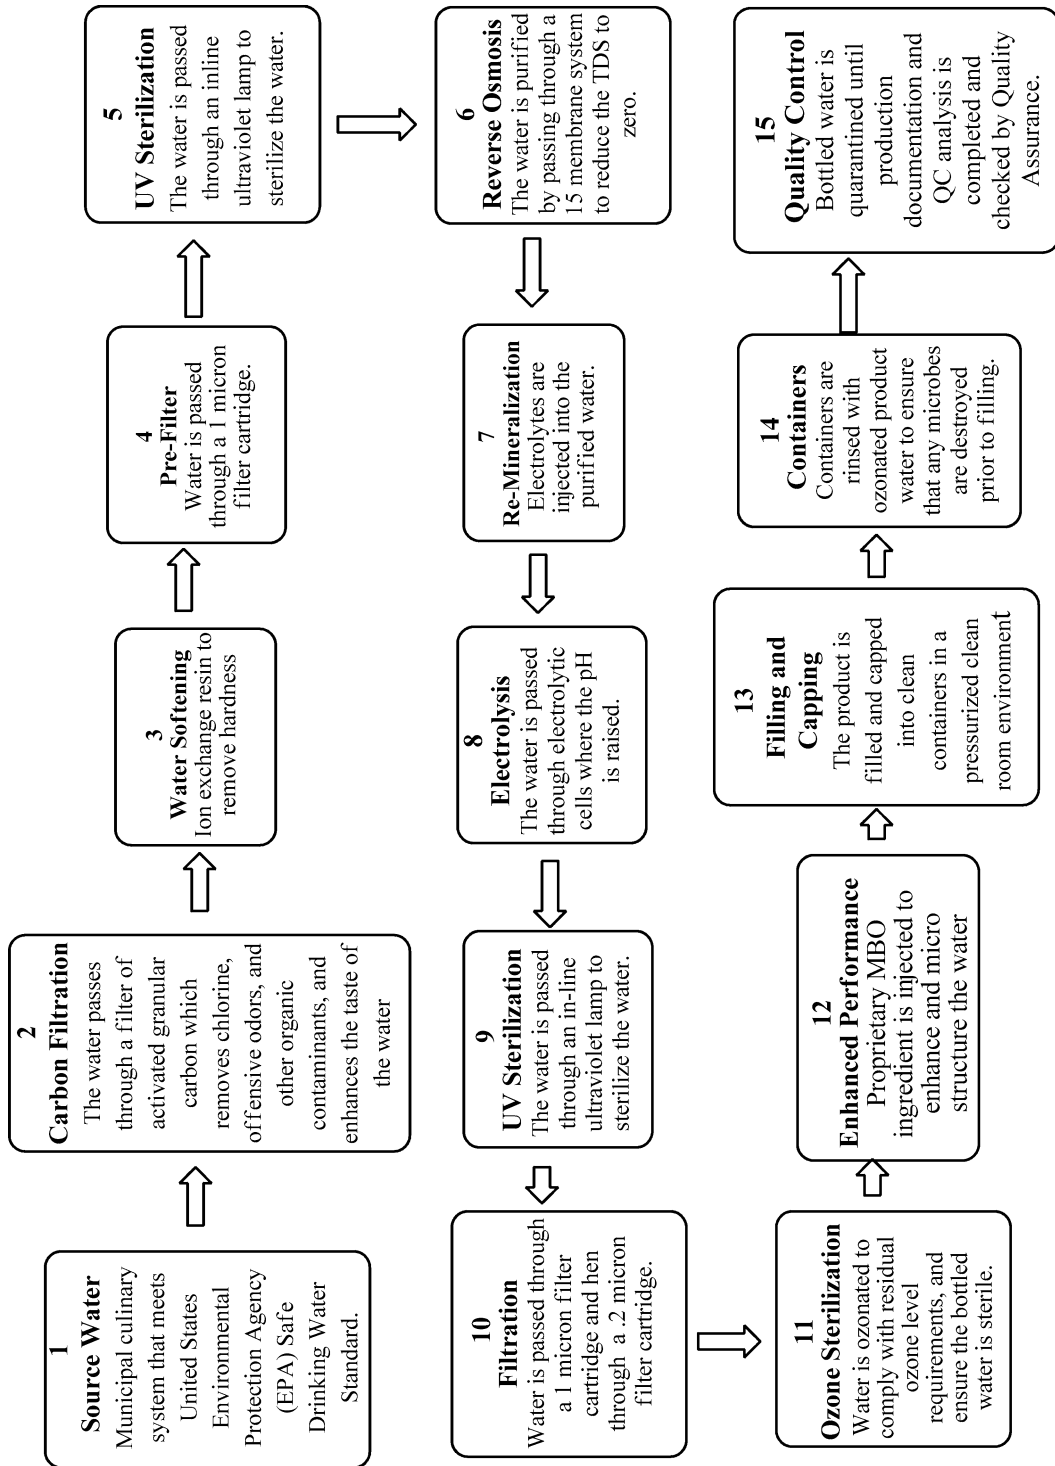 1
Source Water
Municipal culinary
system that meets
United States
Environmental
Protection Agency
(EPA) Safe
Drinking Water
Standard.
2
Carbon Filtration
The water passes
through a filter of
activated granular
carbon which
removes chlorine,
offensive odors, and
other organic
contaminants, and
enhances the taste of
the water
3
Water Softening
Ion exchange resin to
remove hardness
4
Pre-Filter
Water is passed
through a 1 micron
filter cartridge.
5
UV Sterilization
The water is passed
through an inline
ultraviolet lamp to
sterilize the water.
6
Reverse Osmosis
The water is purified
by passing through a
15 membrane system
to reduce the TDS to
zero.
7
Re-Mineralization
Electrolytes are
injected into the
purified water.
8
Electrolysis
The water is passed
through electrolytic
cells where the pH
is raised.
9
UV Sterilization
The water is passed
through an in-line
ultraviolet lamp to
sterilize the water.
10
Filtration
Water is passed through
a 1 micron filter
cartridge and hen
through a .2 micron
filter cartridge.
11
Ozone Sterilization
Water is ozonated to
comply with residual
ozone level
requirements, and
ensure the bottled
water is sterile.
12
Enhanced Performance
Proprietary MBO
ingredient is injected to
enhance and micro
structure the water
13
Filling and
Capping
The product is
filled and capped
into clean
containers in a
pressurized clean
room environment
14
Containers
Containers are
rinsed with
ozonated product
water to ensure
that any microbes
are destroyed
prior to filling.
15
Quality Control
Bottled water is
quarantined until
production
documentation and
QC analysis is
completed and
checked by Quality
Assurance.